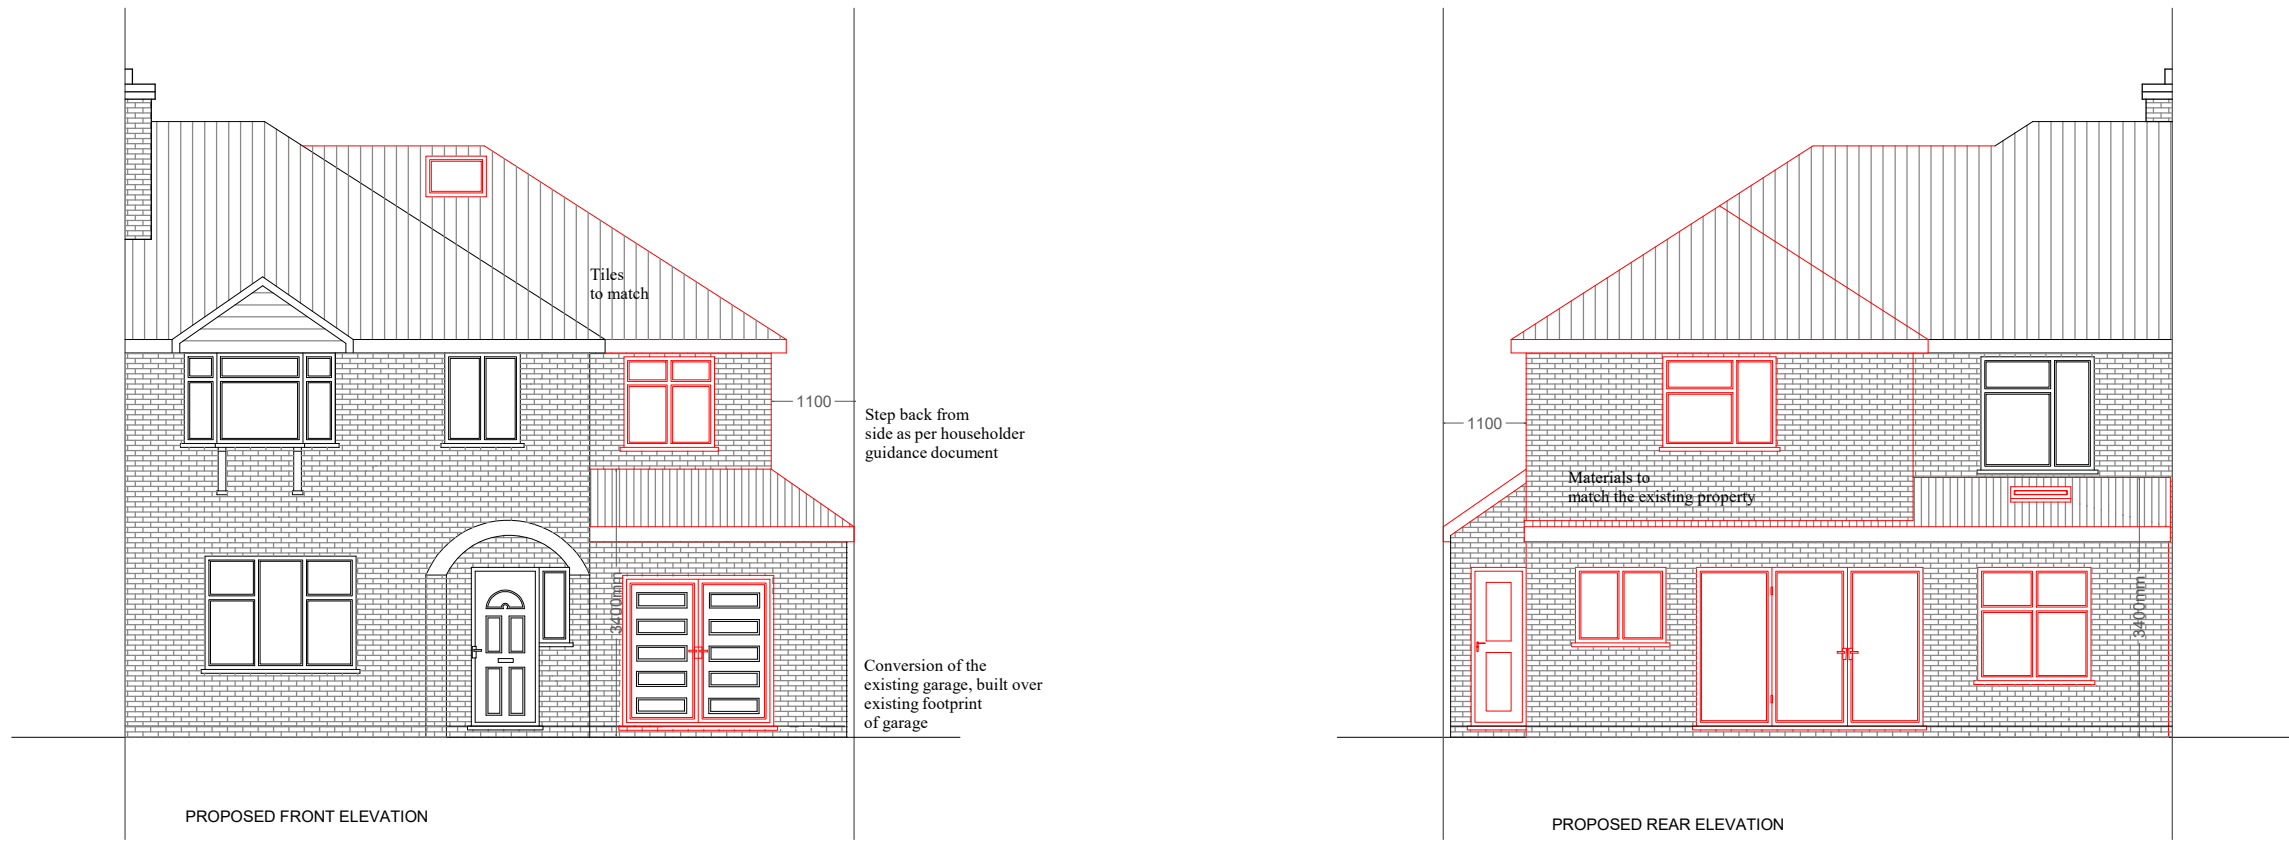 Tiles
to match
1100
Step back from
side as per householder
guidance document
3400mm
Conversion of the
existing garage, built over
existing footprint
of garage
PROPOSED FRONT ELEVATION
1100
Materials to
match the existing property
3400mm
PROPOSED REAR ELEVATION